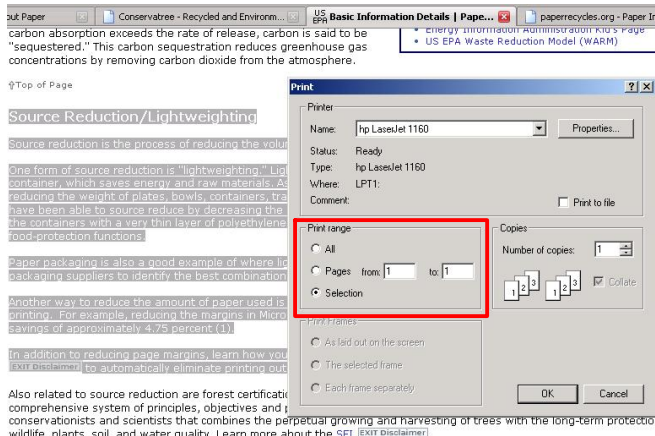 out Paper
Conservatree - Recycled and Environm...
US EPA Basic Information Details | Pape...
paperrecycles.org - Paper In
carbon absorption exceeds the rate of release, carbon is said to be
"sequestered." This carbon sequestration reduces greenhouse gas
concentrations by removing carbon dioxide from the atmosphere.
Energy Information Administration Kid's Page
US EPA Waste Reduction Model (WARM)
Top of Page
Source Reduction/Lightweighting
Source reduction is the process of reducing the volu
One form of source reduction is "lightweighting." Lig
container, which saves energy and raw materials. As
reducing the weight of plates, bowls, containers, tra
have been able to source reduce by decreasing the
the containers with a very thin layer of polyethylene
food-protection functions.
Paper packaging is also a good example of where lig
packaging suppliers to identify the best combination
Another way to reduce the amount of paper used is
printing. For example, reducing the margins in Micro
savings of approximately 4.75 percent (1).
In addition to reducing page margins, learn how you
EXIT Disclaimer to automatically eliminate printing out
Also related to source reduction are forest certificatio
comprehensive system of principles, objectives and p
conservationists and scientists that combines the perpetual growing and harvesting of trees with the long-term protectio
wildlife, plants, soil, and water quality. Learn more about the SFI. EXIT Disclaimer
Print
Printer
Name: hp LaserJet 1160
Properties...
Status: Ready
Type: hp LaserJet 1160
Where: LPT1:
Comment:
Print to file
Print range
All
Pages from: 1 to: 1
Selection
Copies
Number of copies: 1
1 2 3 1 2 3
Collate
Print Frames
As laid out on the screen
The selected frame
Each frame separately
OK
Cancel